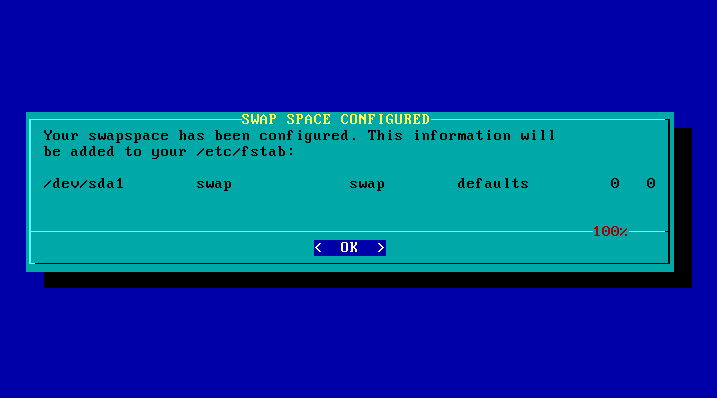 SWAP SPACE CONFIGURED
Your swapspace has been configured. This information will
be added to your /etc/fstab:
/dev/sda1 swap swap defaults 0 0
100%
< OK >